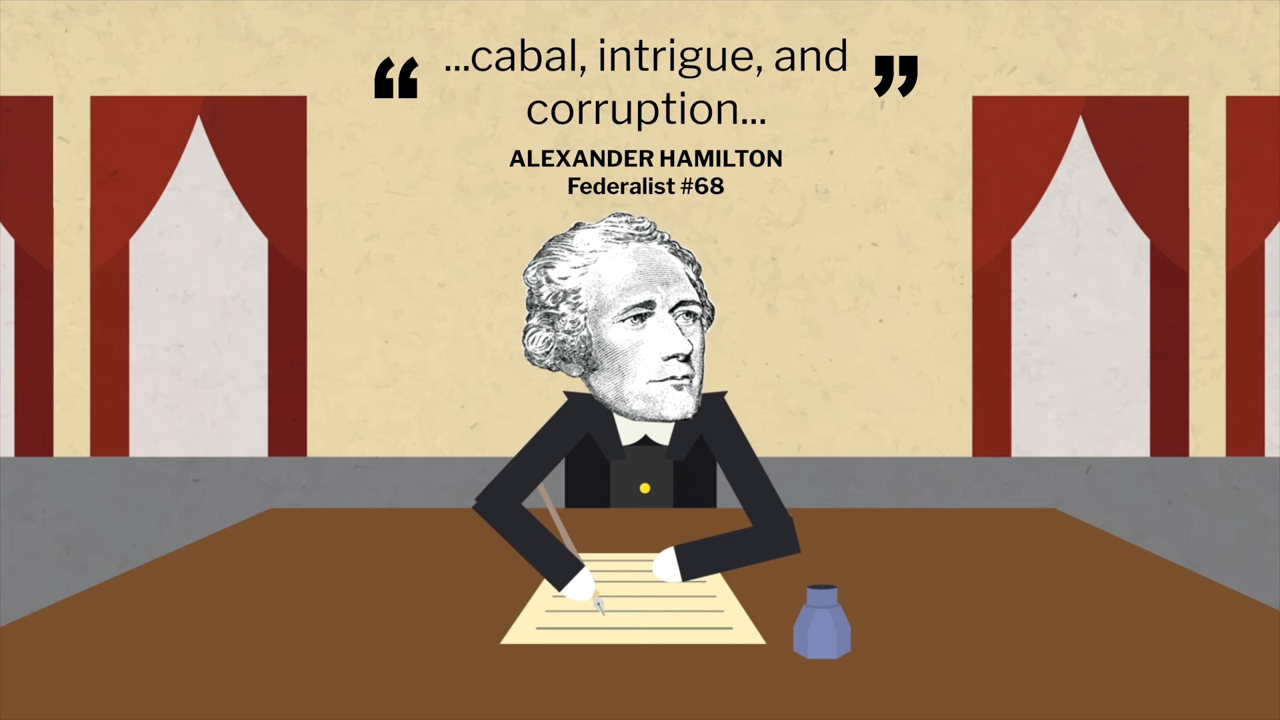 “ ...cabal, intrigue, and ”
corruption...
ALEXANDER HAMILTON
Federalist #68